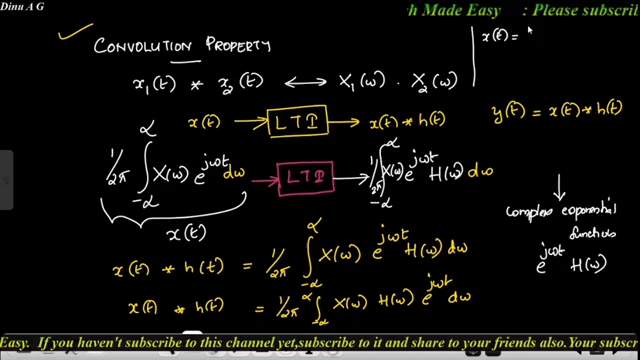 Dinu A G
h Made Easy : Please subscrib
x(t) =
Convolution Property
x₁(t) * x₂(t) ⟷ X₁(ω) . X₂(ω)
x(t) → LTI → x(t) * h(t)
y(t) = x(t) * h(t)
1/2π ∫_{-α}^{α} X(ω) e^{jωt} dω → LTI → 1/2π ∫_{-α}^{α} X(ω) e^{jωt} H(ω) dω
x(t)
complex exponential
function
e^{jωt} H(ω)
x(t) * h(t) = 1/2π ∫_{-α}^{α} X(ω) e^{jωt} H(ω) dω
x(t) * h(t) = 1/2π ∫_{-α}^{α} X(ω) H(ω) e^{jωt} dω
Easy. If you haven't subscribe to this channel yet,subscribe to it and share to your friends also.Your subscr